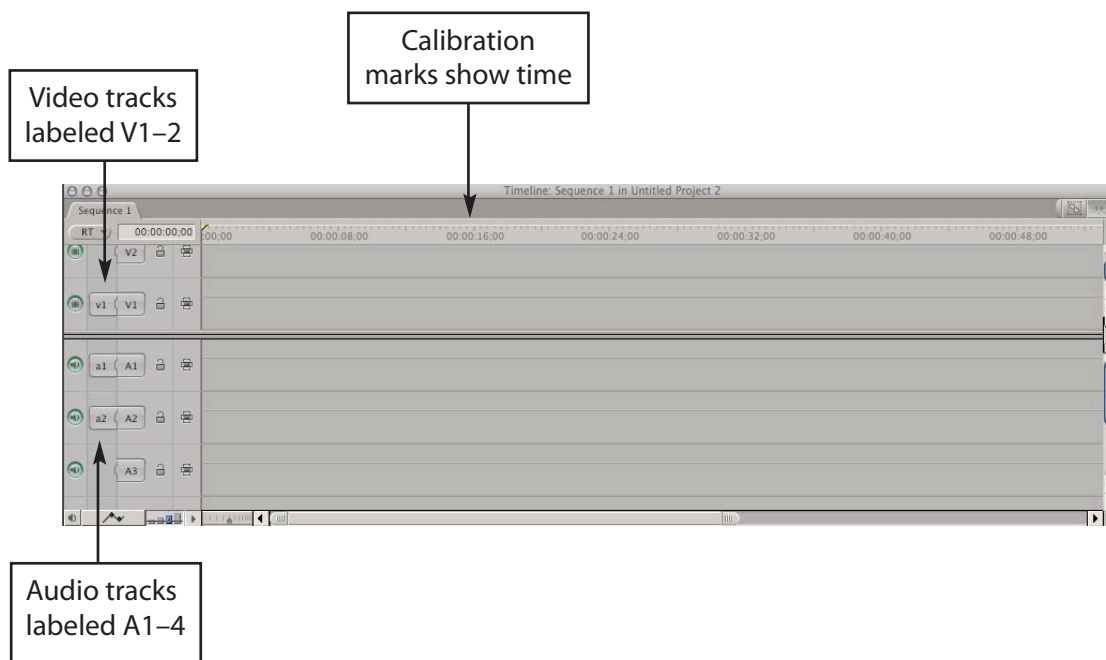 Calibration
marks show time
Video tracks
labeled V1–2
Timeline: Sequence 1 in Untitled Project 2
Sequence 1
RT 00:00:00;00 00;00 00:00:08;00 00:00:16;00 00:00:24;00 00:00:32;00 00:00:40;00 00:00:48;00
V2
v1 V1
a1 A1
a2 A2
A3
Audio tracks
labeled A1–4